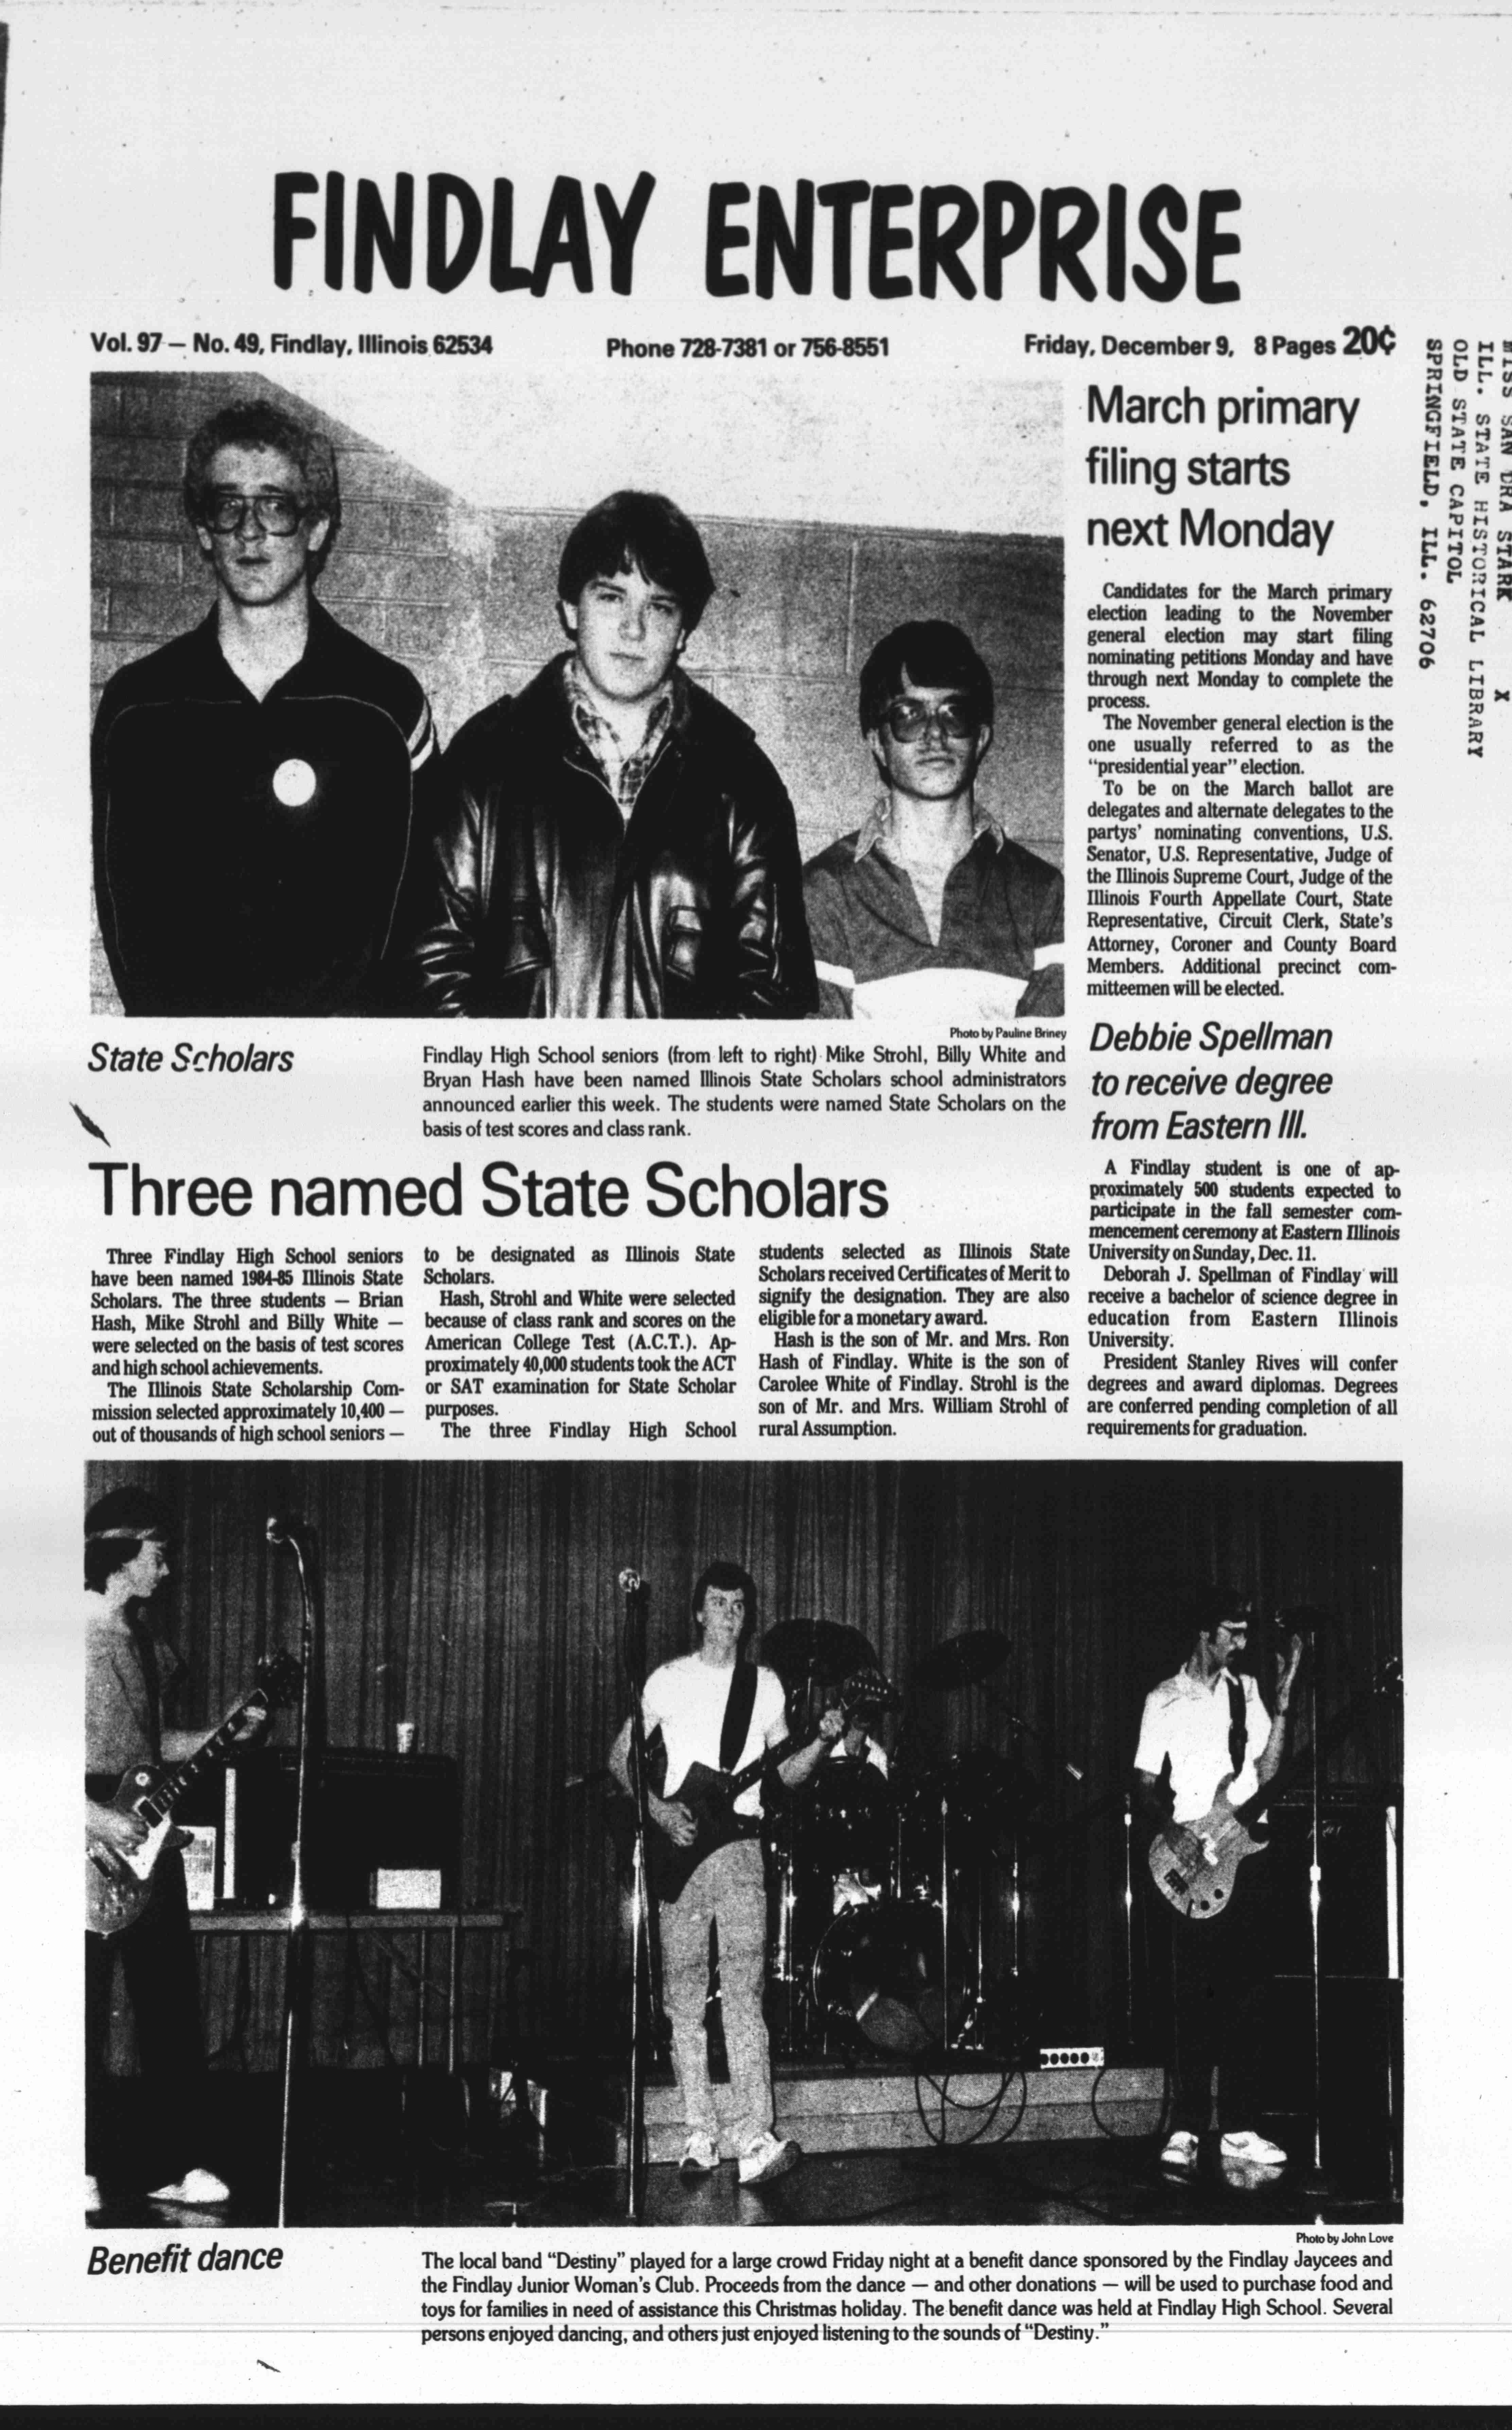 FINDLAY ENTERPRISE
Vol. 97 — No. 49, Findlay, Illinois 62534
Phone 728-7381 or 756-8551
Friday, December 9, 8 Pages 20¢
STARK X
ILL. STATE HISTORICAL LIBRARY
OLD STATE CAPITOL
SPRINGFIELD, ILL. 62706
Photo by Pauline Briney
State Scholars
Findlay High School seniors (from left to right) Mike Strohl, Billy White and
Bryan Hash have been named Illinois State Scholars school administrators
announced earlier this week. The students were named State Scholars on the
basis of test scores and class rank.
Three named State Scholars
Three Findlay High School seniors
have been named 1984-85 Illinois State
Scholars. The three students — Brian
Hash, Mike Strohl and Billy White —
were selected on the basis of test scores
and high school achievements.
The Illinois State Scholarship Com-
mission selected approximately 10,400 —
out of thousands of high school seniors —
to be designated as Illinois State
Scholars.
Hash, Strohl and White were selected
because of class rank and scores on the
American College Test (A.C.T.). Ap-
proximately 40,000 students took the ACT
or SAT examination for State Scholar
purposes.
The three Findlay High School
students selected as Illinois State
Scholars received Certificates of Merit to
signify the designation. They are also
eligible for a monetary award.
Hash is the son of Mr. and Mrs. Ron
Hash of Findlay. White is the son of
Carolee White of Findlay. Strohl is the
son of Mr. and Mrs. William Strohl of
rural Assumption.
March primary
filing starts
next Monday
Candidates for the March primary
election leading to the November
general election may start filing
nominating petitions Monday and have
through next Monday to complete the
process.
The November general election is the
one usually referred to as the
“presidential year” election.
To be on the March ballot are
delegates and alternate delegates to the
partys’ nominating conventions, U.S.
Senator, U.S. Representative, Judge of
the Illinois Supreme Court, Judge of the
Illinois Fourth Appellate Court, State
Representative, Circuit Clerk, State’s
Attorney, Coroner and County Board
Members. Additional precinct com-
mitteemen will be elected.
Debbie Spellman
to receive degree
from Eastern Ill.
A Findlay student is one of ap-
proximately 500 students expected to
participate in the fall semester com-
mencement ceremony at Eastern Illinois
University on Sunday, Dec. 11.
Deborah J. Spellman of Findlay will
receive a bachelor of science degree in
education from Eastern Illinois
University.
President Stanley Rives will confer
degrees and award diplomas. Degrees
are conferred pending completion of all
requirements for graduation.
Photo by John Love
Benefit dance
The local band “Destiny” played for a large crowd Friday night at a benefit dance sponsored by the Findlay Jaycees and
the Findlay Junior Woman’s Club. Proceeds from the dance — and other donations — will be used to purchase food and
toys for families in need of assistance this Christmas holiday. The benefit dance was held at Findlay High School. Several
persons enjoyed dancing, and others just enjoyed listening to the sounds of “Destiny.”